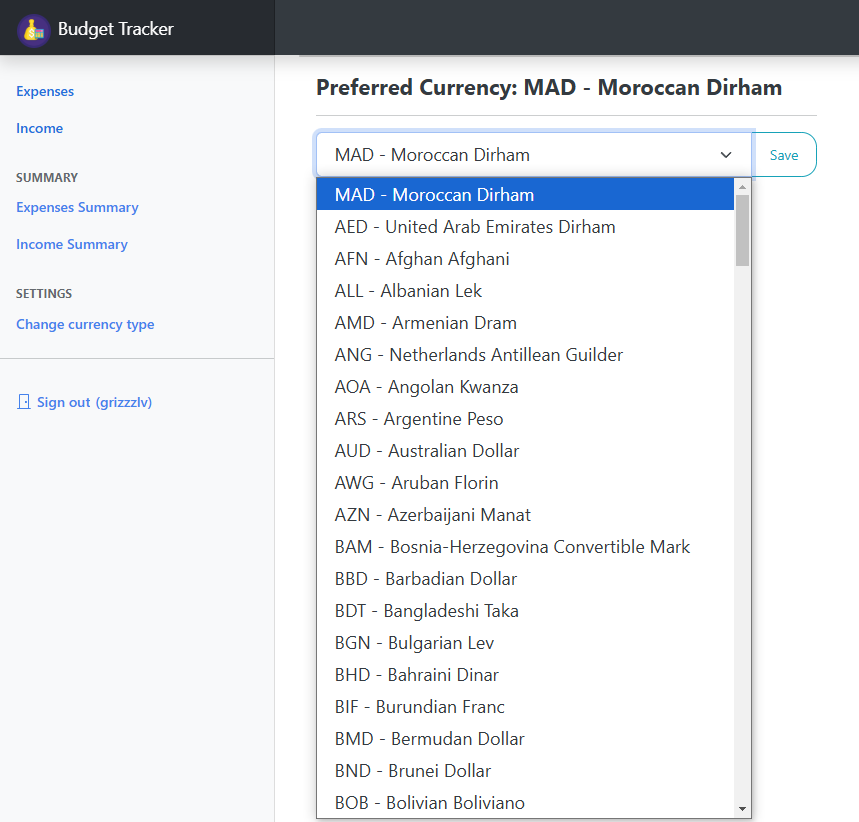 Budget Tracker
Expenses
Income
SUMMARY
Expenses Summary
Income Summary
SETTINGS
Change currency type
Sign out (grizzzlv)
Preferred Currency: MAD - Moroccan Dirham
MAD - Moroccan Dirham
Save
MAD - Moroccan Dirham
AED - United Arab Emirates Dirham
AFN - Afghan Afghani
ALL - Albanian Lek
AMD - Armenian Dram
ANG - Netherlands Antillean Guilder
AOA - Angolan Kwanza
ARS - Argentine Peso
AUD - Australian Dollar
AWG - Aruban Florin
AZN - Azerbaijani Manat
BAM - Bosnia-Herzegovina Convertible Mark
BBD - Barbadian Dollar
BDT - Bangladeshi Taka
BGN - Bulgarian Lev
BHD - Bahraini Dinar
BIF - Burundian Franc
BMD - Bermudan Dollar
BND - Brunei Dollar
BOB - Bolivian Boliviano